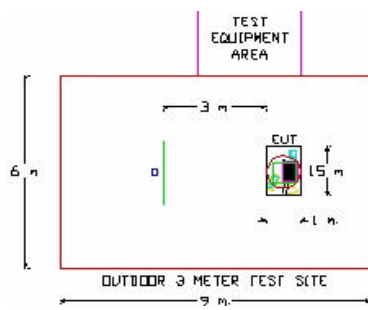 TEST
EQUIPMENT
AREA
3 m.
EUT
6 m
1.5 m
1 m.
OUTDOOR 3 METER TEST SITE
9 m.